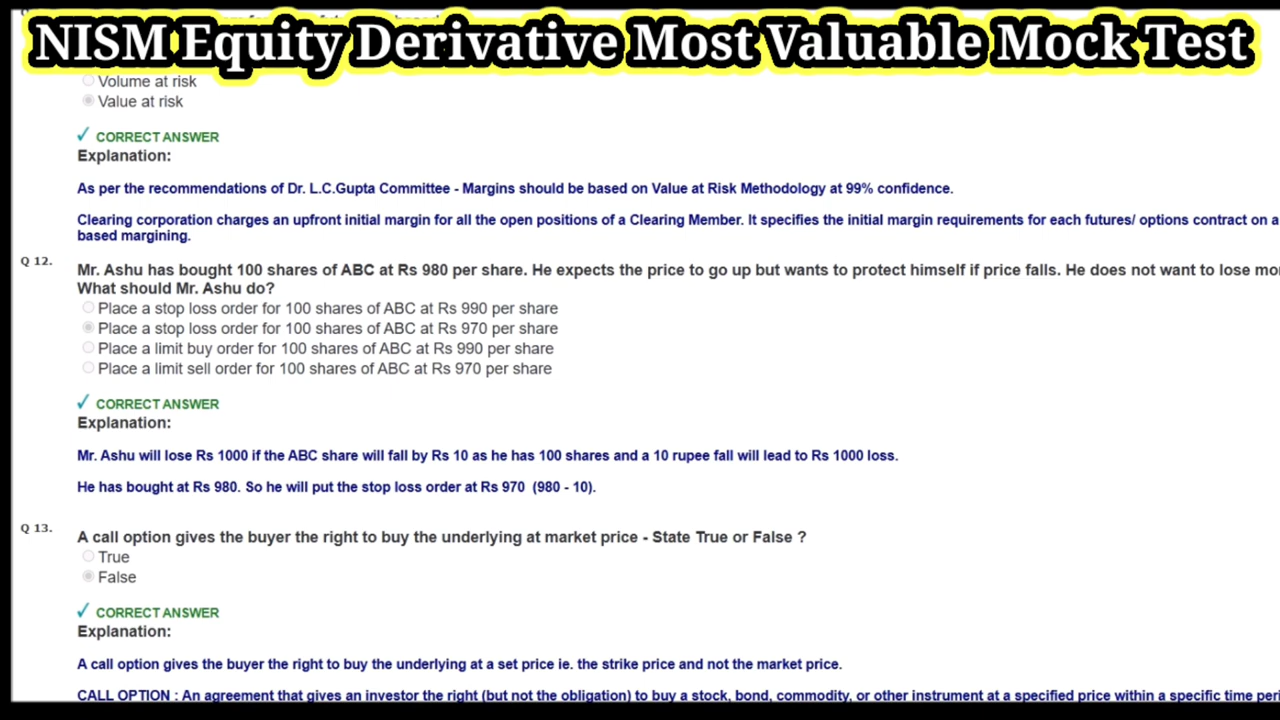 NISM Equity Derivative Most Valuable Mock Test
Volume at risk
Value at risk
✓ CORRECT ANSWER
Explanation:
As per the recommendations of Dr. L.C.Gupta Committee - Margins should be based on Value at Risk Methodology at 99% confidence.
Clearing corporation charges an upfront initial margin for all the open positions of a Clearing Member. It specifies the initial margin requirements for each futures/ options contract on a
based margining.
Q 12.
Mr. Ashu has bought 100 shares of ABC at Rs 980 per share. He expects the price to go up but wants to protect himself if price falls. He does not want to lose
What should Mr. Ashu do?
Place a stop loss order for 100 shares of ABC at Rs 990 per share
Place a stop loss order for 100 shares of ABC at Rs 970 per share
Place a limit buy order for 100 shares of ABC at Rs 990 per share
Place a limit sell order for 100 shares of ABC at Rs 970 per share
✓ CORRECT ANSWER
Explanation:
Mr. Ashu will lose Rs 1000 if the ABC share will fall by Rs 10 as he has 100 shares and a 10 rupee fall will lead to Rs 1000 loss.
He has bought at Rs 980. So he will put the stop loss order at Rs 970 (980 - 10).
Q 13.
A call option gives the buyer the right to buy the underlying at market price - State True or False ?
True
False
✓ CORRECT ANSWER
Explanation:
A call option gives the buyer the right to buy the underlying at a set price ie. the strike price and not the market price.
CALL OPTION : An agreement that gives an investor the right (but not the obligation) to buy a stock, bond, commodity, or other instrument at a specified price within a specific time